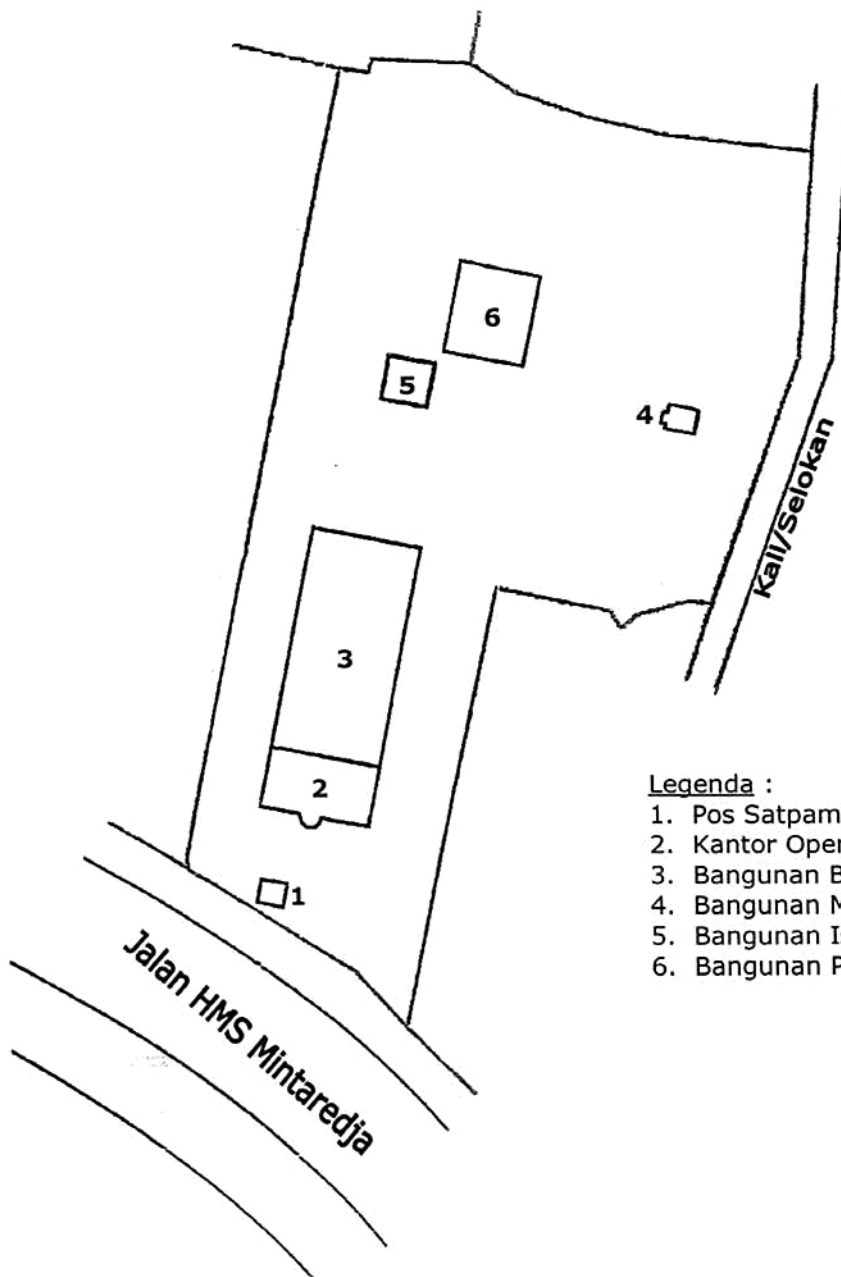 6
5
4
Kali/Selokan
3
2
1
Legenda :
1. Pos Satpam
2. Kantor
3. Bangunan
4. Bangunan
5. Bangunan
6. Bangunan
Jalan HMS Mintaredja